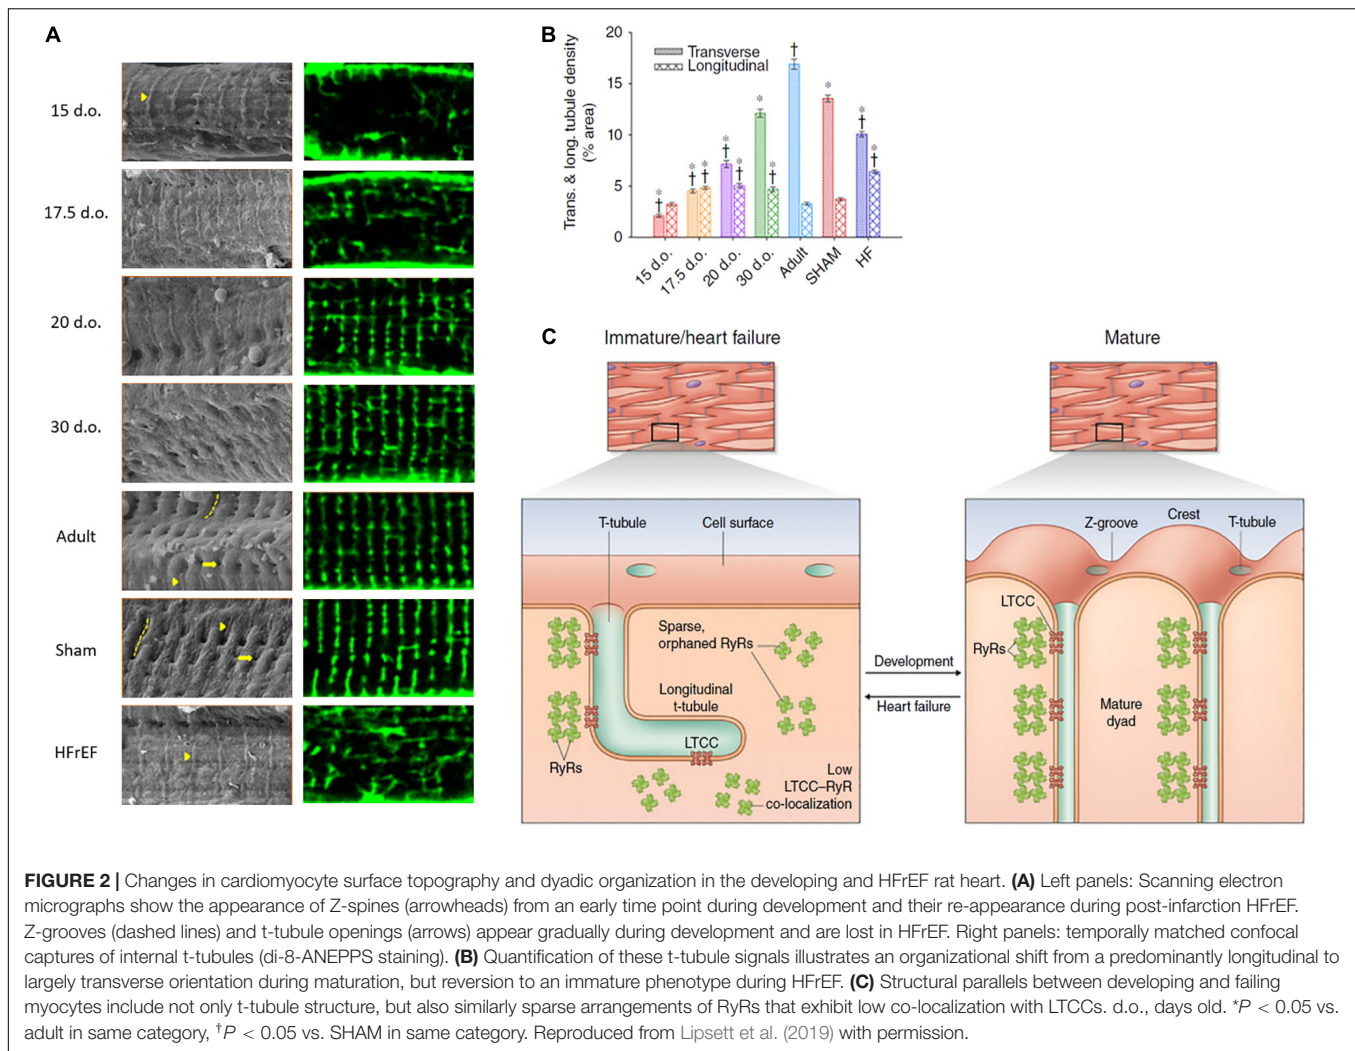 A
15 d.o.
17.5 d.o.
20 d.o.
30 d.o.
Adult
Sham
HFrEF
B
Trans. & long. tubule density
(% area)
20
15
10
5
0
Transverse
Longitudinal
*
†
*
†
*
†
*
†
*
†
*
*
†
†
*
*
†
*
†
15 d.o.
17.5 d.o.
20 d.o.
30 d.o.
Adult
SHAM
HF
C
Immature/heart failure
Mature
T-tubule
Cell surface
Sparse,
orphaned RyRs
Longitudinal
t-tubule
LTCC
RyRs
Low
LTCC–RyR
co-localization
Development
Heart failure
Z-groove
Crest
T-tubule
LTCC
RyRs
Mature
dyad
FIGURE 2 | Changes in cardiomyocyte surface topography and dyadic organization in the developing and HFrEF rat heart. (A) Left panels: Scanning electron
micrographs show the appearance of Z-spines (arrowheads) from an early time point during development and their re-appearance during post-infarction HFrEF.
Z-grooves (dashed lines) and t-tubule openings (arrows) appear gradually during development and are lost in HFrEF. Right panels: temporally matched confocal
captures of internal t-tubules (di-8-ANEPPS staining). (B) Quantification of these t-tubule signals illustrates an organizational shift from a predominantly longitudinal to
largely transverse orientation during maturation, but reversion to an immature phenotype during HFrEF. (C) Structural parallels between developing and failing
myocytes include not only t-tubule structure, but also similarly sparse arrangements of RyRs that exhibit low co-localization with LTCCs. d.o., days old. *P < 0.05 vs.
adult in same category, †P < 0.05 vs. SHAM in same category. Reproduced from Lipsett et al. (2019) with permission.